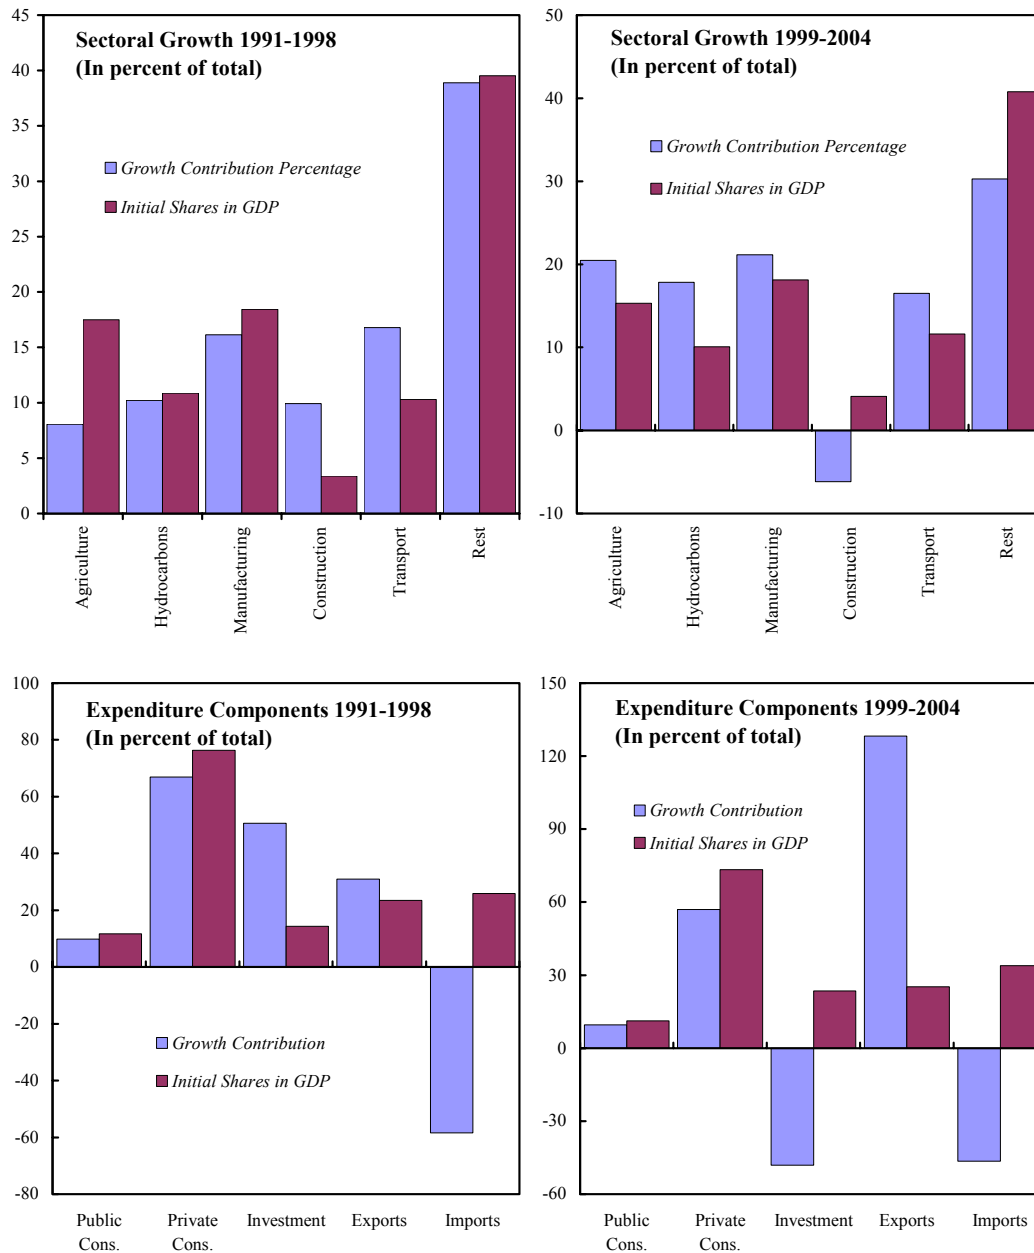 Sectoral Growth 1991-1998
(In percent of total)
Growth Contribution Percentage
Initial Shares in GDP
45
40
35
30
25
20
15
10
5
0
Agriculture
Hydrocarbons
Manufacturing
Construction
Transport
Rest
Sectoral Growth 1999-2004
(In percent of total)
Growth Contribution Percentage
Initial Shares in GDP
50
40
30
20
10
0
-10
Agriculture
Hydrocarbons
Manufacturing
Construction
Transport
Rest
Expenditure Components 1991-1998
(In percent of total)
100
80
60
40
20
0
-20
-40
-60
-80
Growth Contribution
Initial Shares in GDP
Public Cons.
Private Cons.
Investment
Exports
Imports
Expenditure Components 1999-2004
(In percent of total)
Growth Contribution
Initial Shares in GDP
150
120
90
60
30
0
-30
-60
Public Cons.
Private Cons.
Investment
Exports
Imports